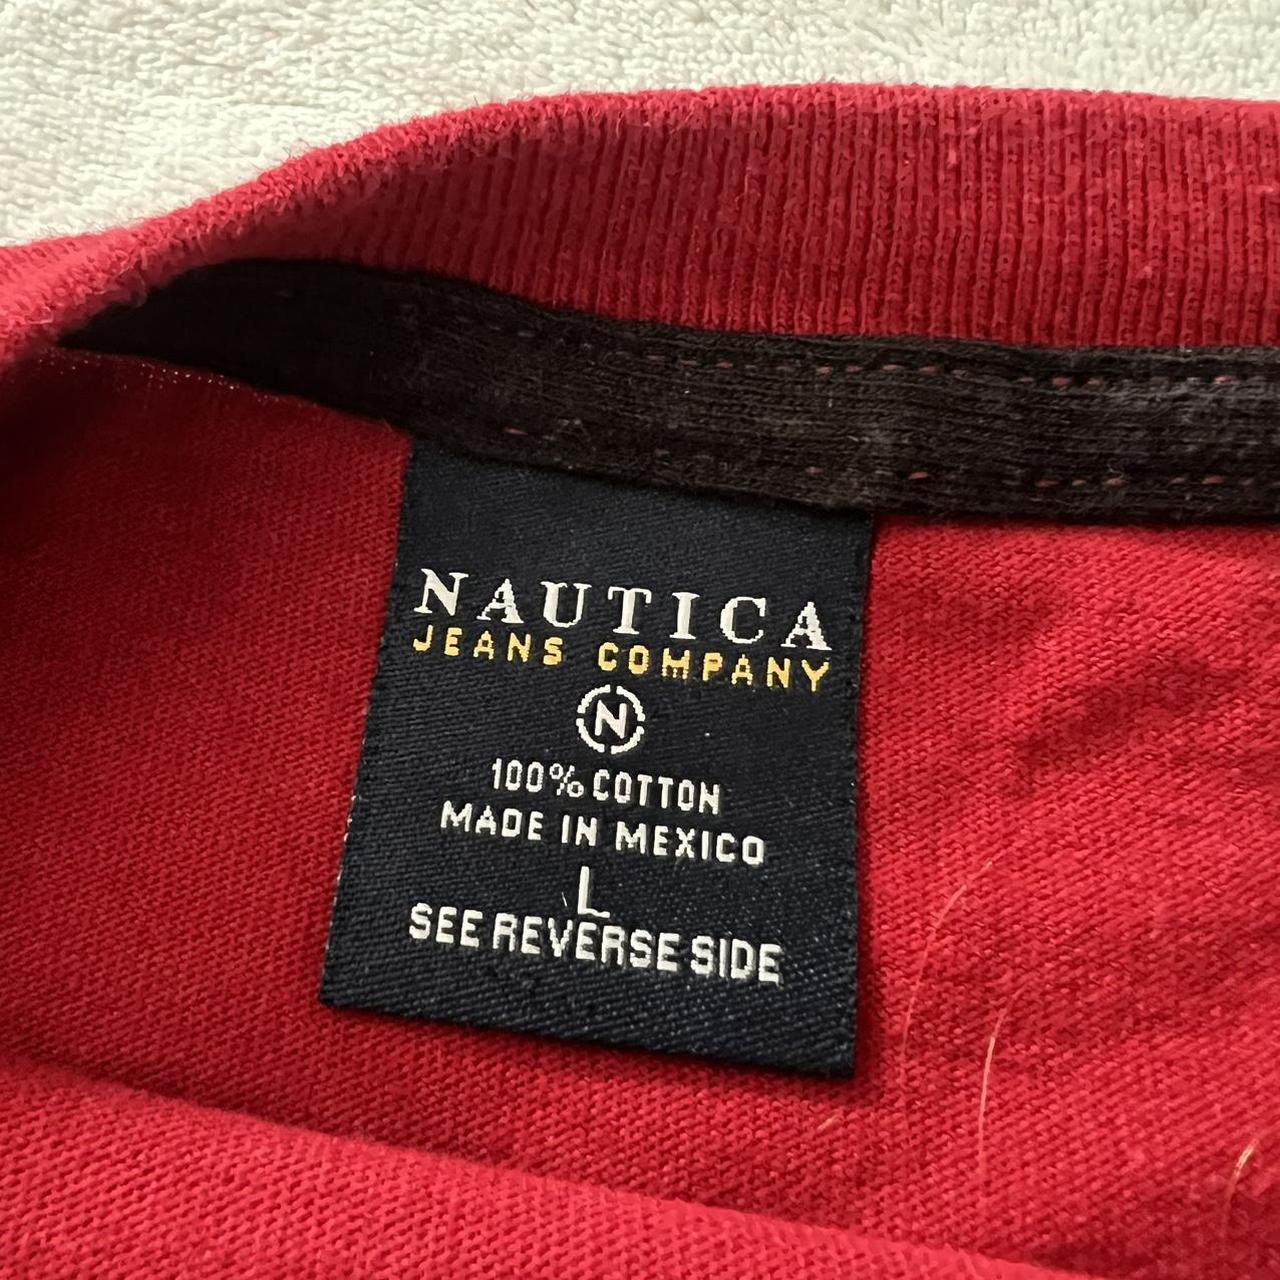 NAUTICA
JEANS COMPANY
N
100% COTTON
MADE IN MEXICO
L
SEE REVERSE SIDE